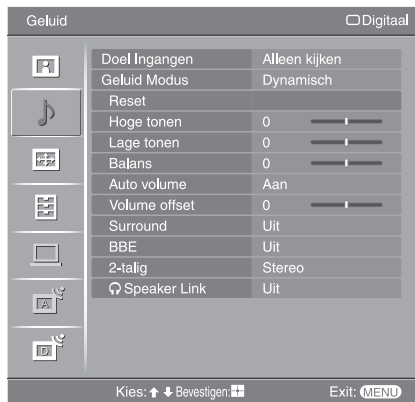 Geluid Digitaal
Doel Ingangen Alleen kijken
Geluid Modus Dynamisch
Reset
Hoge tonen 0
Lage tonen 0
Balans 0
Auto volume Aan
Volume offset 0
Surround Uit
BBE Uit
2-talig Stereo
Speaker Link Uit
A
D
Kies: Bevestigen: Exit: MENU